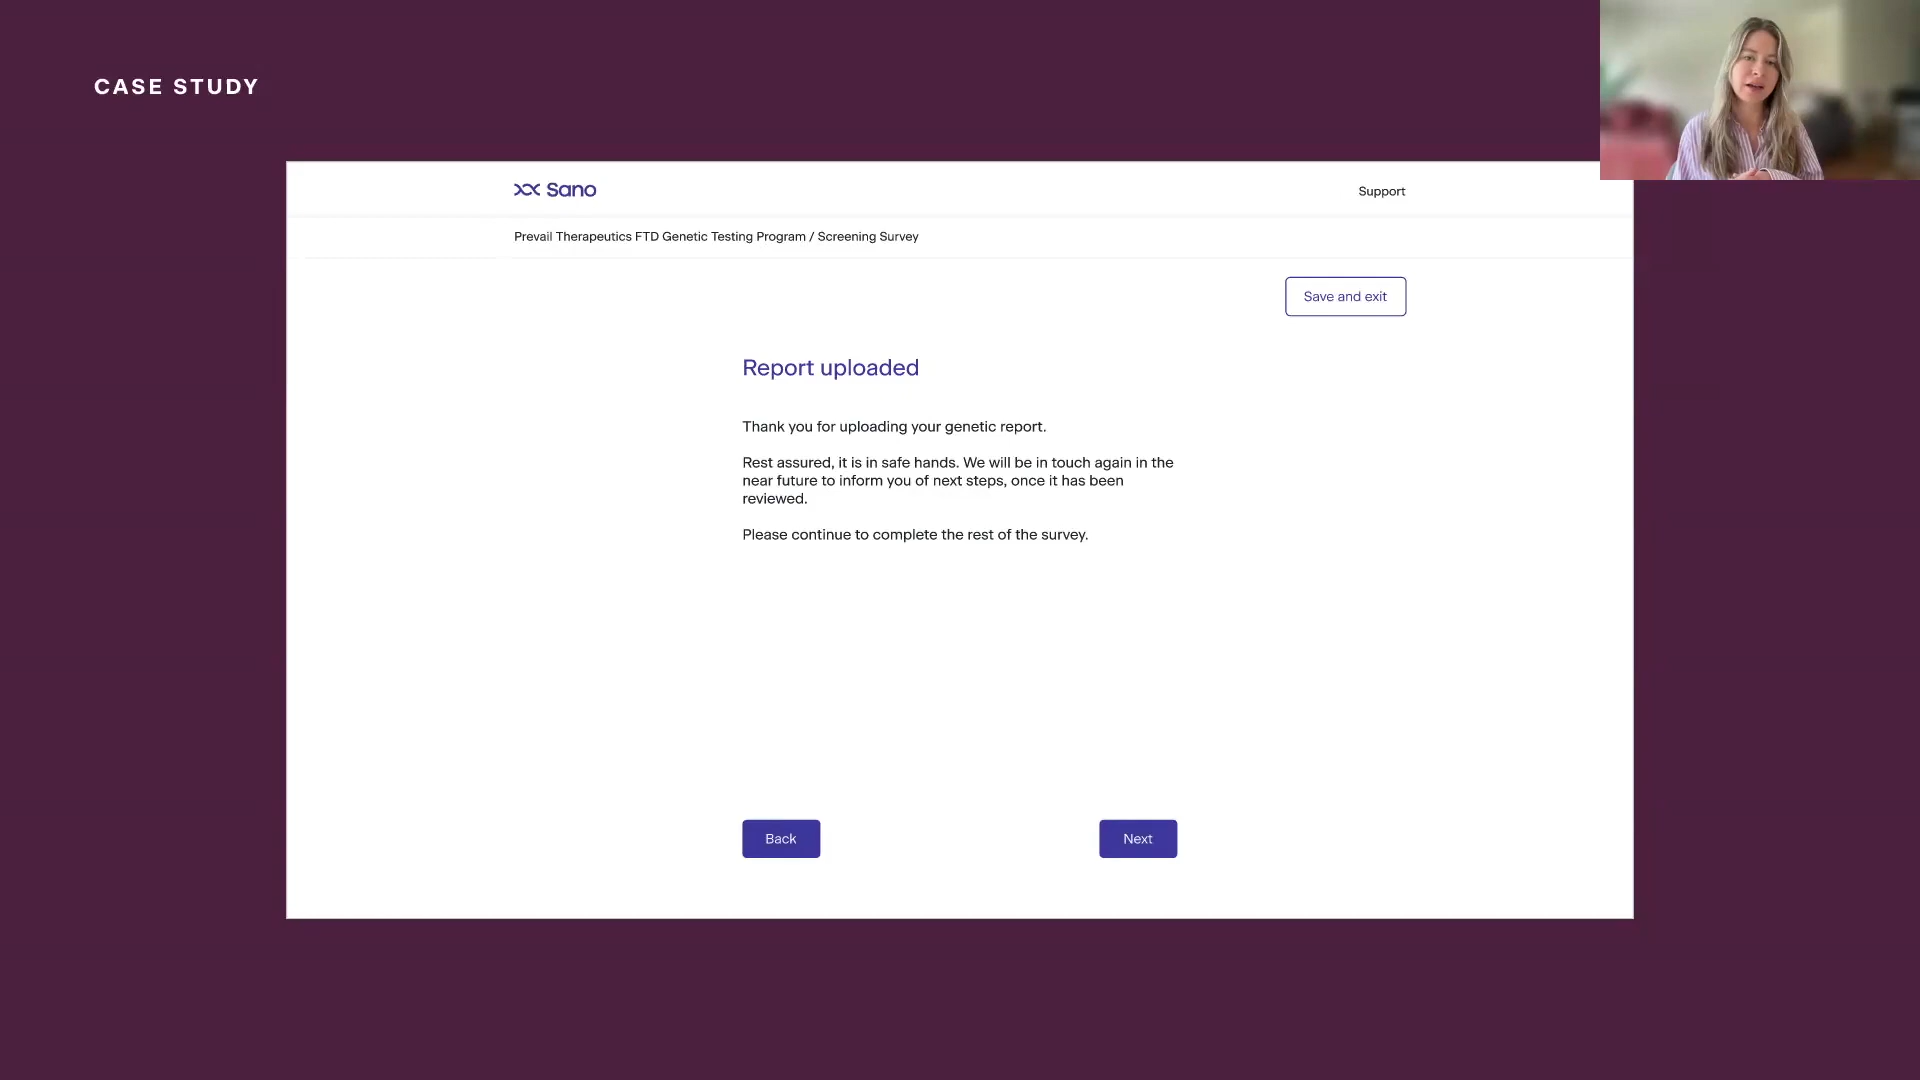 CASE STUDY
Sano
Support
Prevail Therapeutics FTD Genetic Testing Program / Screening Survey
Save and exit
Report uploaded
Thank you for uploading your genetic report.
Rest assured, it is in safe hands. We will be in touch again in the
near future to inform you of next steps, once it has been
reviewed.
Please continue to complete the rest of the survey.
Back
Next